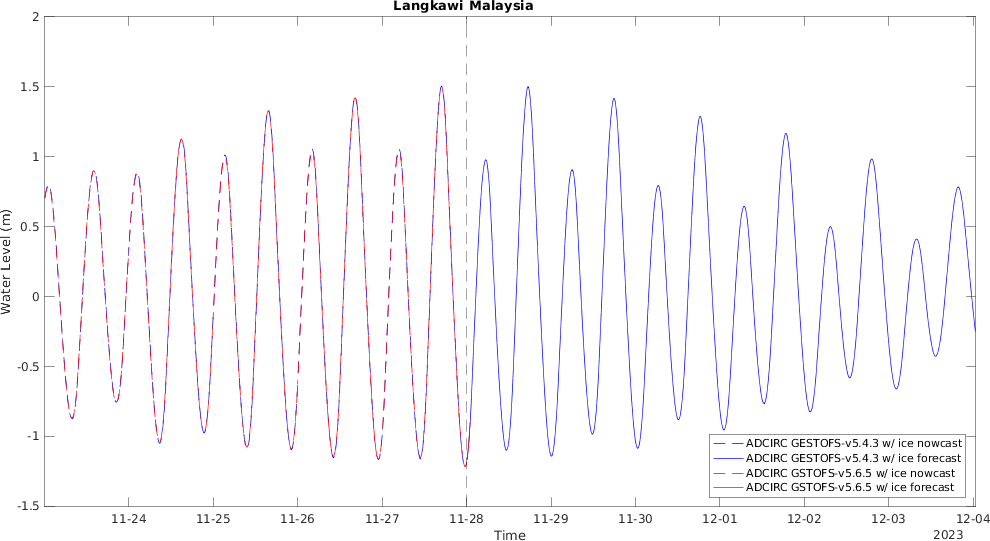 Langkawi Malaysia
2
1.5
1
0.5
0
-0.5
-1
-1.5
Water Level (m)
11-24
11-25
11-26
11-27
11-28
11-29
11-30
12-01
12-02
12-03
12-04
Time
2023
ADCIRC GESTOFS-v5.4.3 w/ ice nowcast
ADCIRC GESTOFS-v5.4.3 w/ ice forecast
ADCIRC GSTOFS-v5.6.5 w/ ice nowcast
ADCIRC GSTOFS-v5.6.5 w/ ice forecast